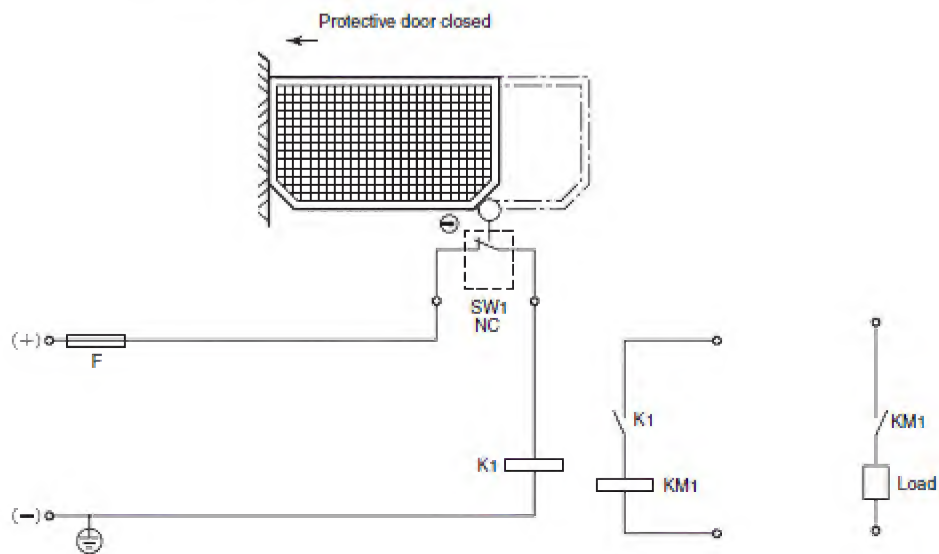 Protective door closed
SW1
NC
(+)
F
K1
KM1
K1
KM1
Load
(−)